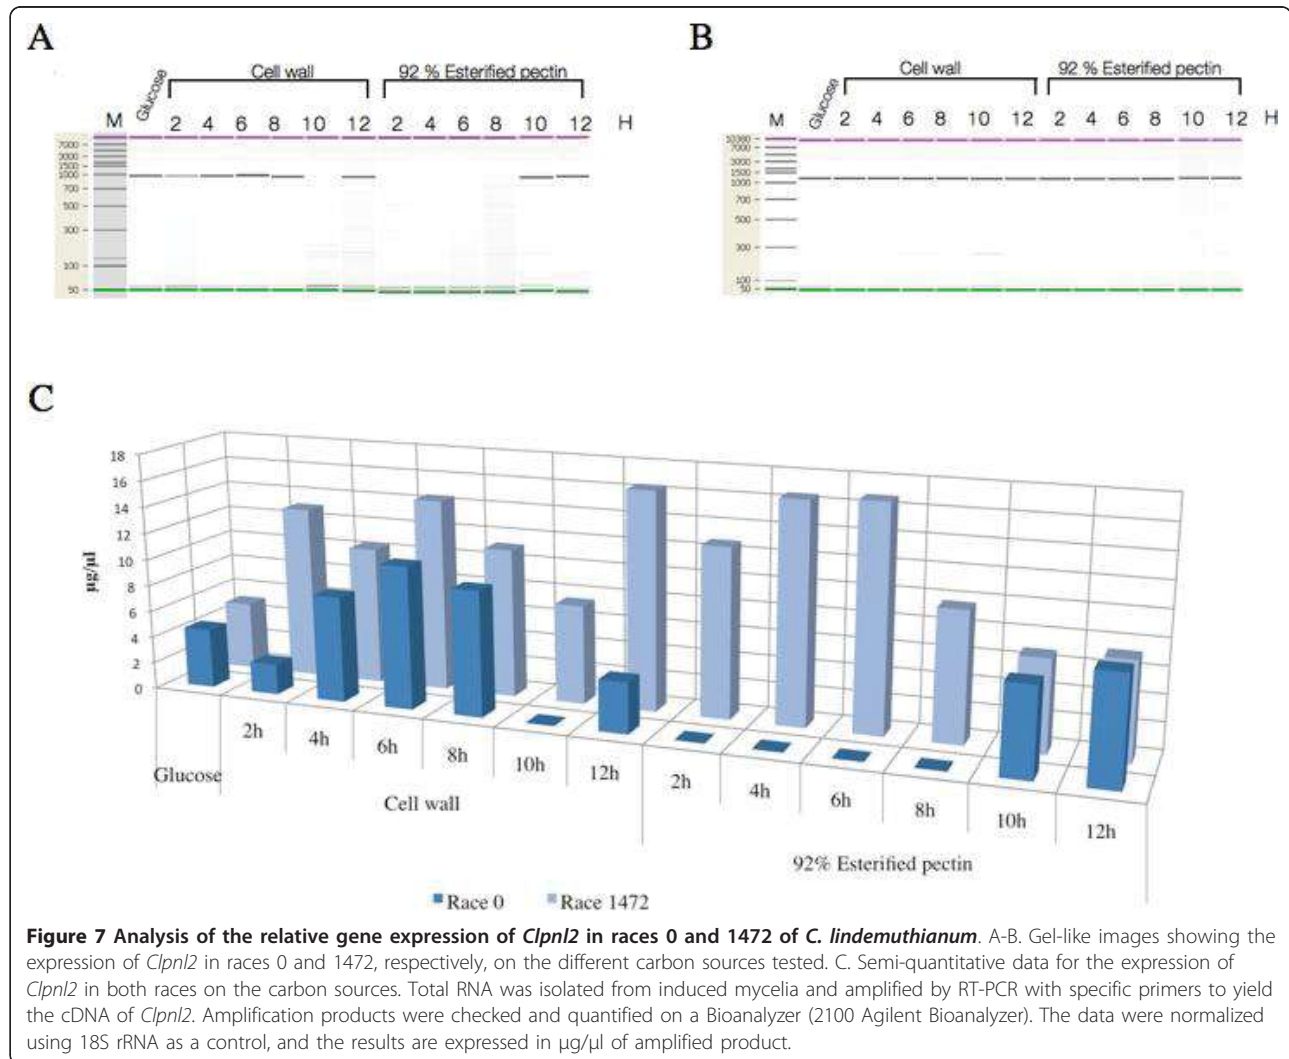 A
Glucose
Cell wall
92 % Esterified pectin
M 2 4 6 8 10 12 2 4 6 8 10 12 H
7000
3000
1500
1000
700
500
300
100
50
B
Glucose
Cell wall
92 % Esterified pectin
M 2 4 6 8 10 12 2 4 6 8 10 12 H
7000
3000
1500
1000
700
500
300
100
50
C
µg/µl
18
16
14
12
10
8
6
4
2
0
Glucose
2h 4h 6h 8h 10h 12h 2h 4h 6h 8h 10h 12h
Cell wall
92% Esterified pectin
Race 0 Race 1472
Figure 7 Analysis of the relative gene expression of Clpnl2 in races 0 and 1472 of C. lindemuthianum. A-B. Gel-like images showing the
expression of Clpnl2 in races 0 and 1472, respectively, on the different carbon sources tested. C. Semi-quantitative data for the expression of
Clpnl2 in both races on the carbon sources. Total RNA was isolated from induced mycelia and amplified by RT-PCR with specific primers to yield
the cDNA of Clpnl2. Amplification products were checked and quantified on a Bioanalyzer (2100 Agilent Bioanalyzer). The data were normalized
using 18S rRNA as a control, and the results are expressed in µg/µl of amplified product.